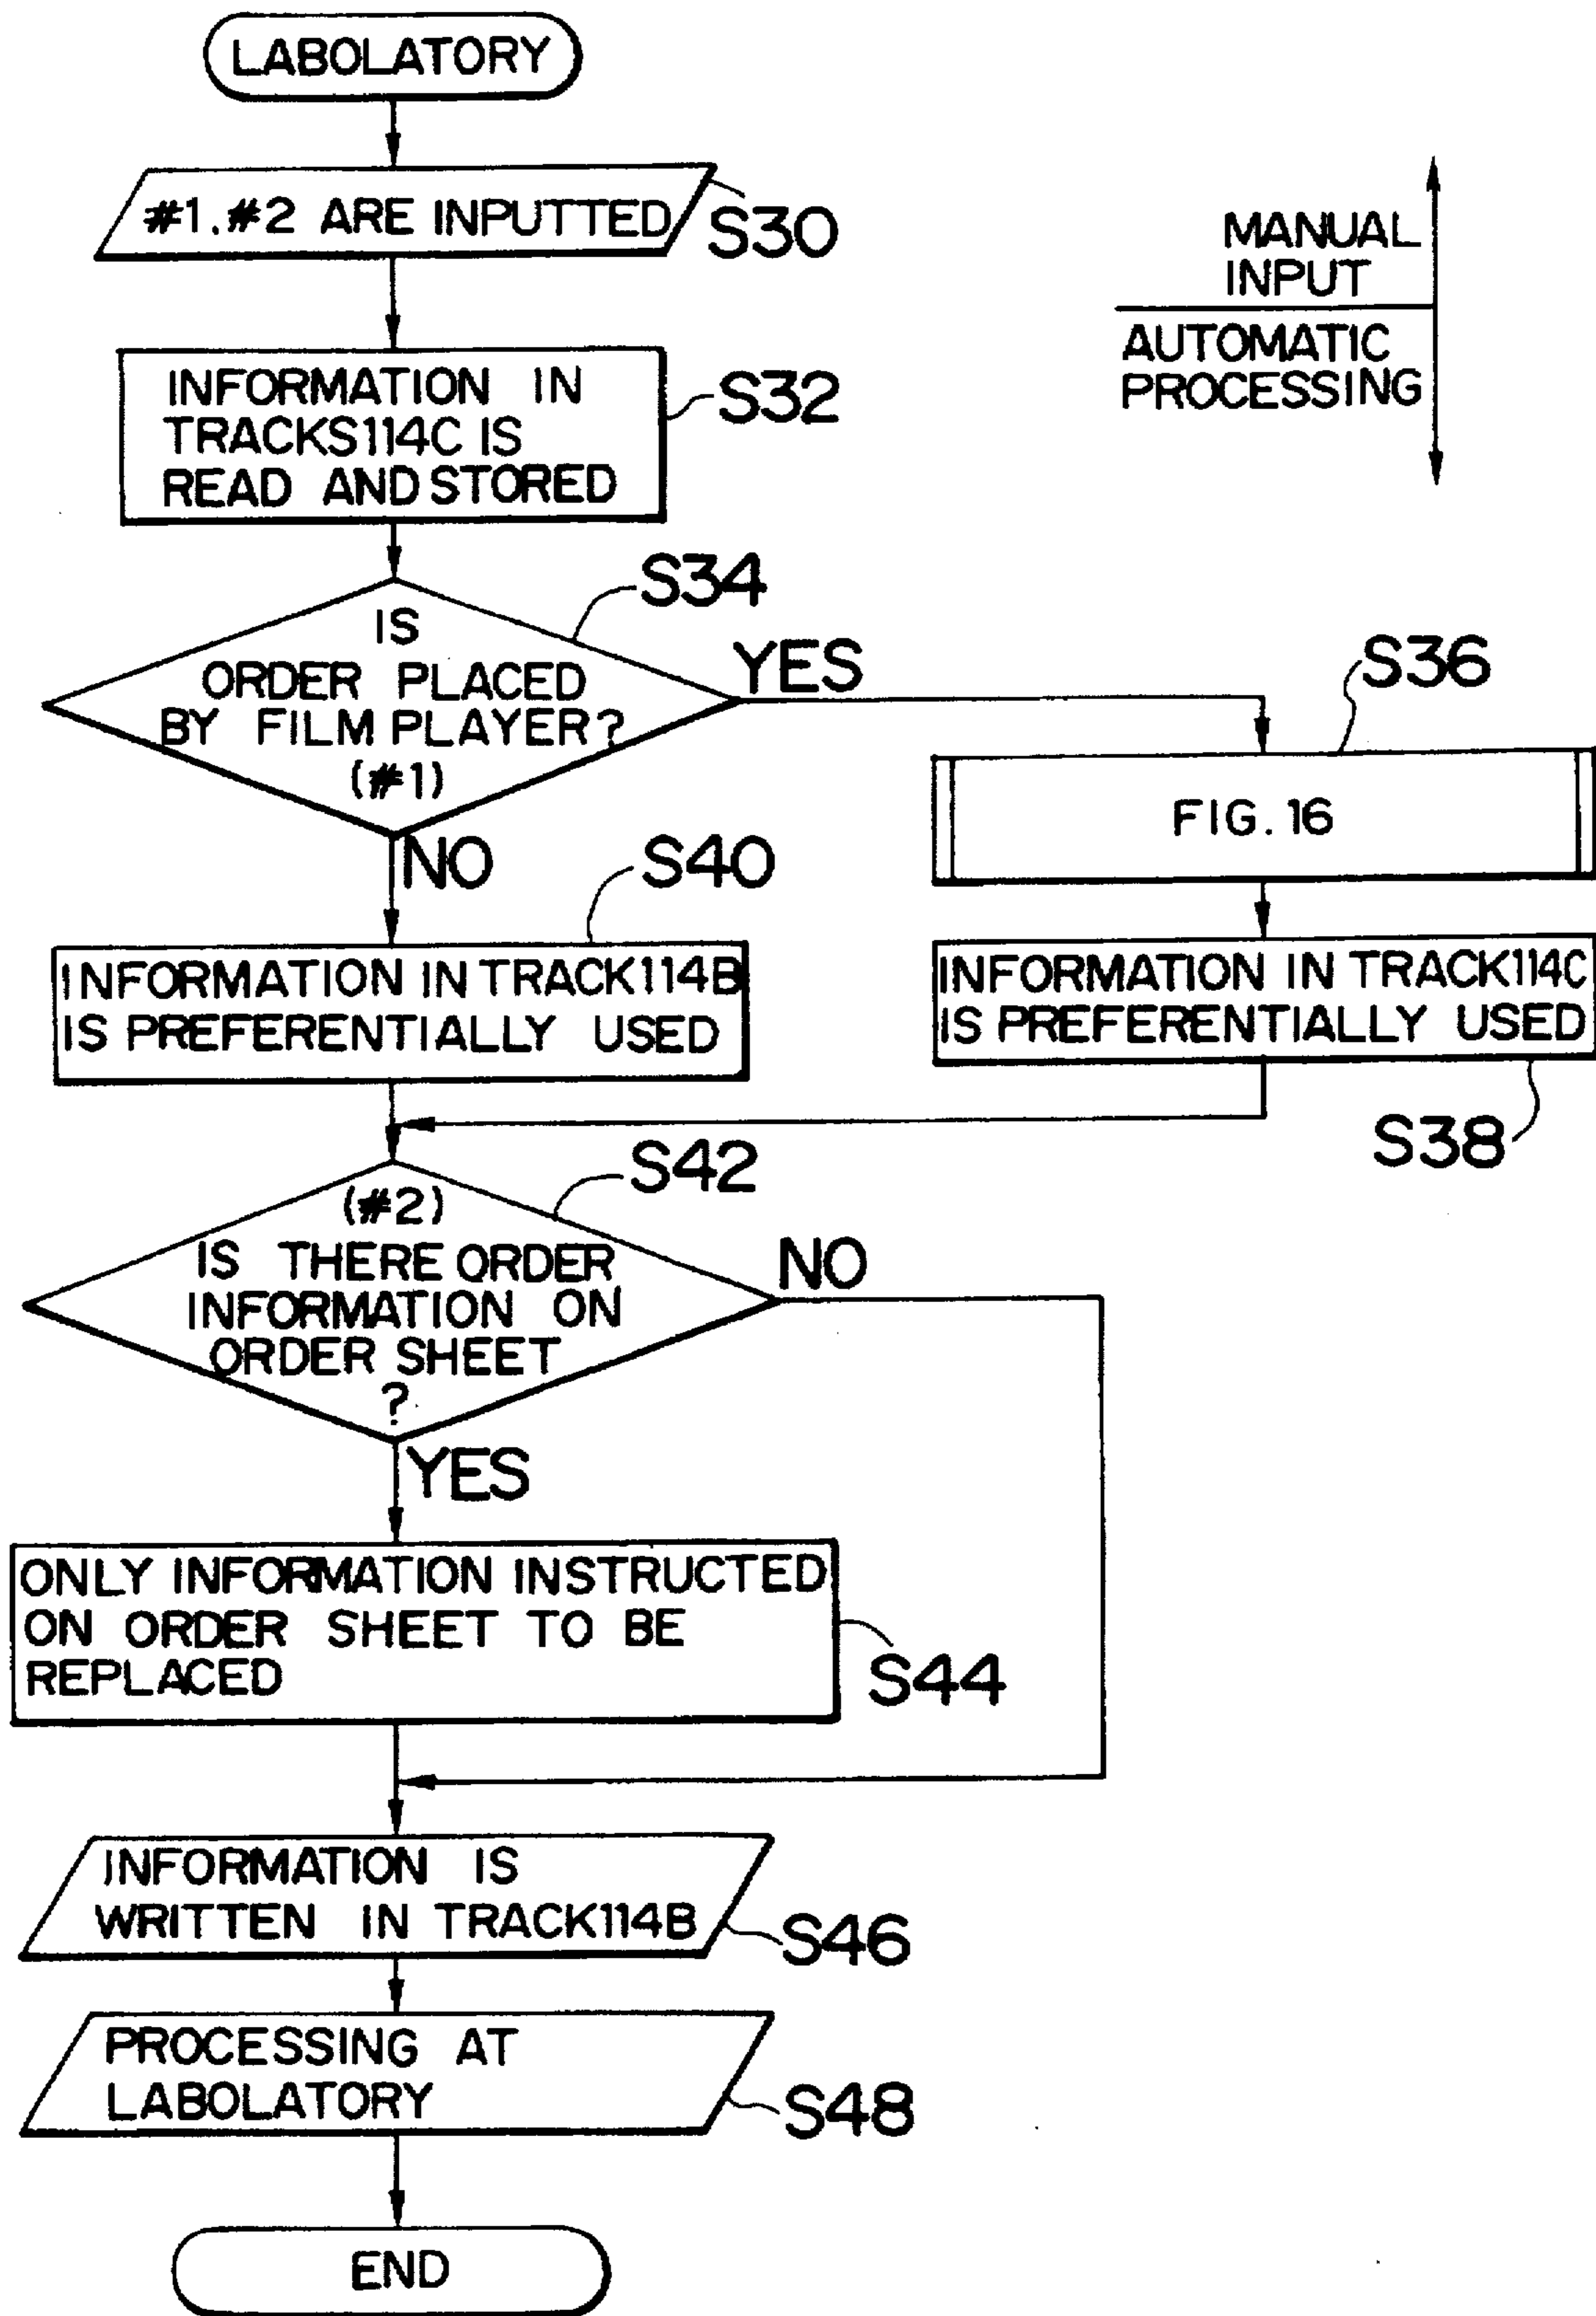 LABOLATORY
#1.#2 ARE INPUTTED
S30
MANUAL
INPUT
AUTOMATIC
PROCESSING
INFORMATION IN
TRACKS114C IS
READ AND STORED
S32
S34
IS
ORDER PLACED
BY FILM PLAYER?
(#1)
YES
NO
S36
FIG. 16
S40
INFORMATION IN TRACK114B
IS PREFERENTIALLY USED
INFORMATION IN TRACK114C
IS PREFERENTIALLY USED
S38
S42
(#2)
IS THERE ORDER
INFORMATION ON
ORDER SHEET
?
NO
YES
ONLY INFORMATION INSTRUCTED
ON ORDER SHEET TO BE
REPLACED
S44
INFORMATION IS
WRITTEN IN TRACK114B
S46
PROCESSING AT
LABOLATORY
S48
END